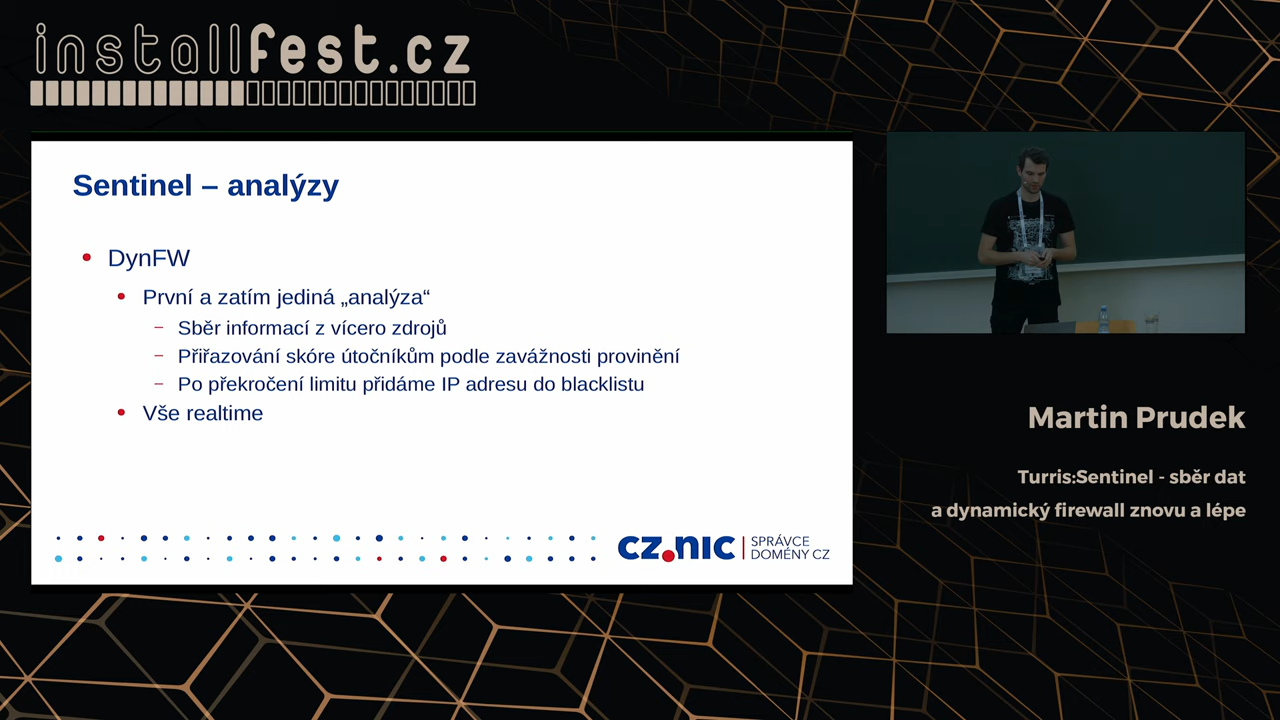 installfest.cz
Sentinel – analýzy
DynFW
První a zatím jediná „analýza“
Sběr informací z vícero zdrojů
Přiřazování skóre útočníkům podle zavážnosti provinění
Po překročení limitu přidáme IP adresu do blacklistu
Vše realtime
CZ.NIC
SPRÁVCE
DOMÉNY CZ
Martin Prudek
Turris:Sentinel - sběr dat
a dynamický firewall znovu a lépe